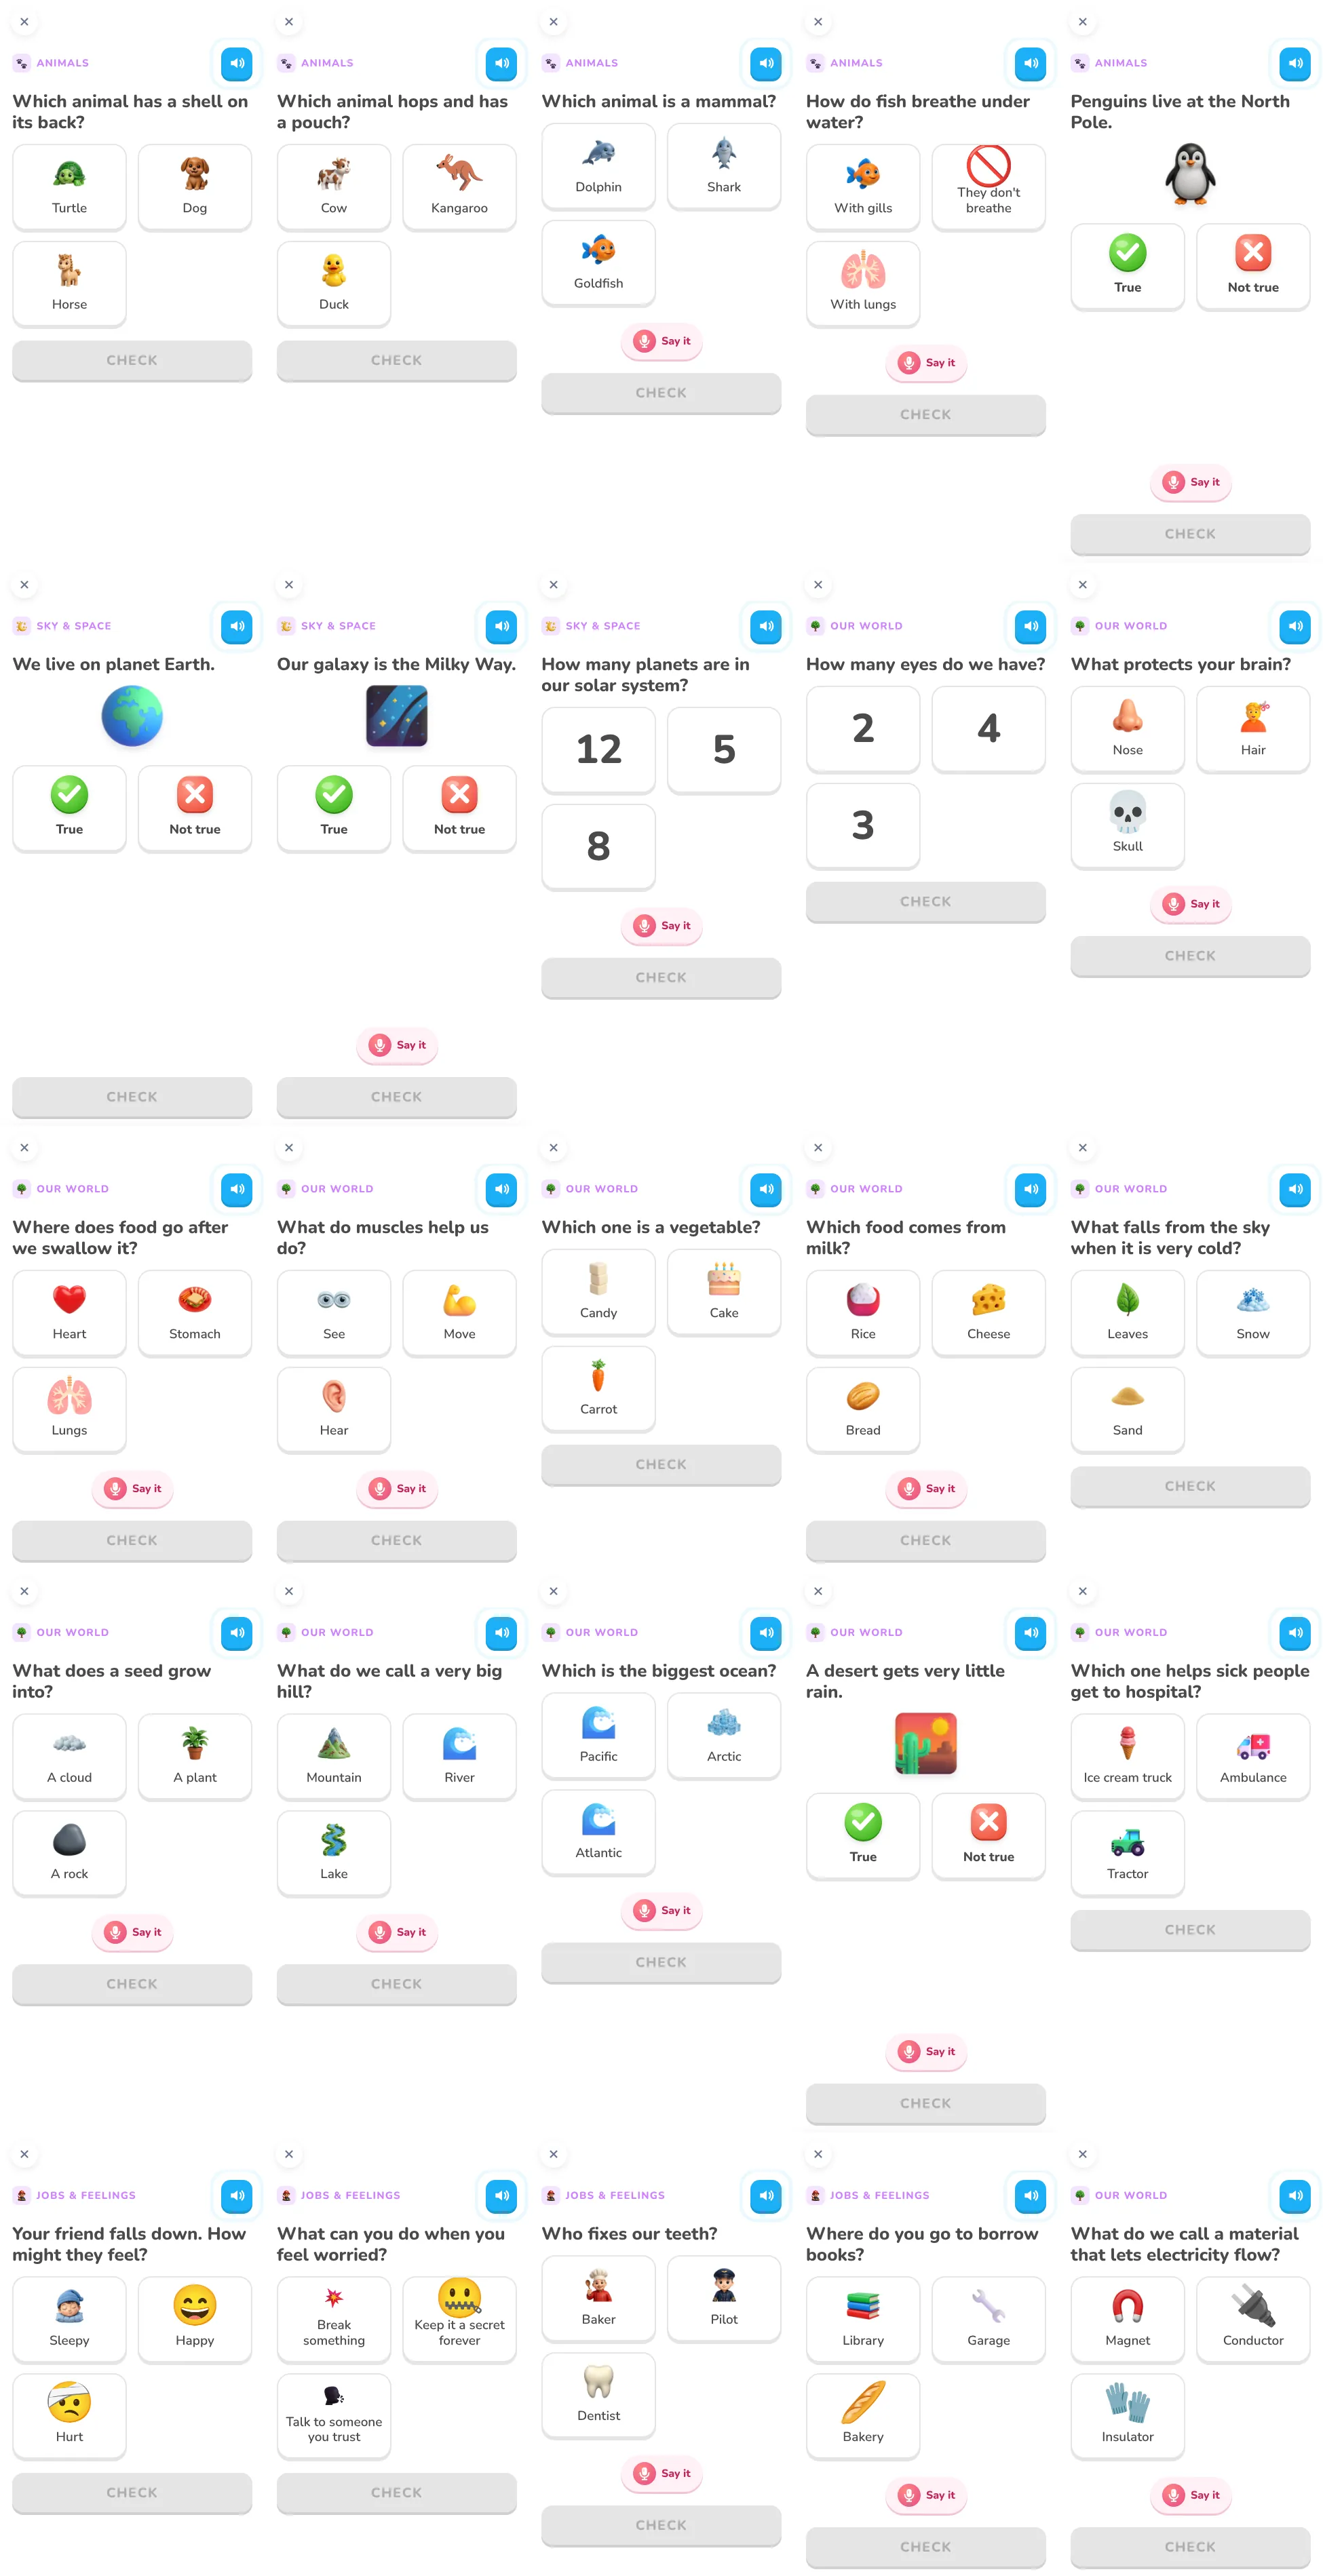 ANIMALS
Which animal has a shell on
its back?
Turtle
Dog
Horse
CHECK
ANIMALS
Which animal hops and has
a pouch?
Cow
Kangaroo
Duck
CHECK
ANIMALS
Which animal is a mammal?
Dolphin
Shark
Goldfish
Say it
CHECK
ANIMALS
How do fish breathe under
water?
With gills
They don't
breathe
With lungs
Say it
CHECK
ANIMALS
Penguins live at the North
Pole.
True
Not true
Say it
CHECK
SKY & SPACE
We live on planet Earth.
True
Not true
CHECK
SKY & SPACE
Our galaxy is the Milky Way.
True
Not true
Say it
CHECK
SKY & SPACE
How many planets are in
our solar system?
12
5
8
Say it
CHECK
OUR WORLD
How many eyes do we have?
2
4
3
CHECK
OUR WORLD
What protects your brain?
Nose
Hair
Skull
Say it
CHECK
OUR WORLD
Where does food go after
we swallow it?
Heart
Stomach
Lungs
Say it
CHECK
OUR WORLD
What do muscles help us
do?
See
Move
Hear
Say it
CHECK
OUR WORLD
Which one is a vegetable?
Candy
Cake
Carrot
CHECK
OUR WORLD
Which food comes from
milk?
Rice
Cheese
Bread
Say it
CHECK
OUR WORLD
What falls from the sky
when it is very cold?
Leaves
Snow
Sand
CHECK
OUR WORLD
What does a seed grow
into?
A cloud
A plant
A rock
Say it
CHECK
OUR WORLD
What do we call a very big
hill?
Mountain
River
Lake
Say it
CHECK
OUR WORLD
Which is the biggest ocean?
Pacific
Arctic
Atlantic
Say it
CHECK
OUR WORLD
A desert gets very little
rain.
True
Not true
Say it
CHECK
OUR WORLD
Which one helps sick people
get to hospital?
Ice cream truck
Ambulance
Tractor
CHECK
JOBS & FEELINGS
Your friend falls down. How
might they feel?
Sleepy
Happy
Hurt
CHECK
JOBS & FEELINGS
What can you do when you
feel worried?
Break
something
Keep it a secret
forever
Talk to someone
you trust
CHECK
JOBS & FEELINGS
Who fixes our teeth?
Baker
Pilot
Dentist
Say it
CHECK
JOBS & FEELINGS
Where do you go to borrow
books?
Library
Garage
Bakery
Say it
CHECK
OUR WORLD
What do we call a material
that lets electricity flow?
Magnet
Conductor
Insulator
Say it
CHECK